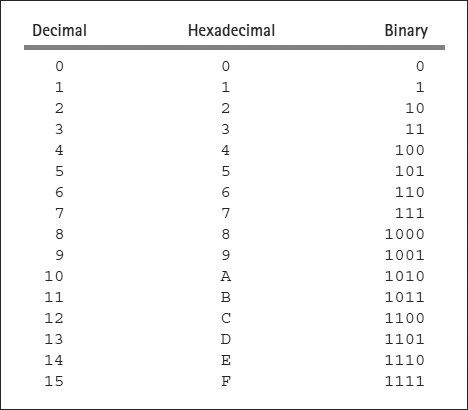 Decimal Hexadecimal Binary
0 0 0
1 1 1
2 2 10
3 3 11
4 4 100
5 5 101
6 6 110
7 7 111
8 8 1000
9 9 1001
10 A 1010
11 B 1011
12 C 1100
13 D 1101
14 E 1110
15 F 1111